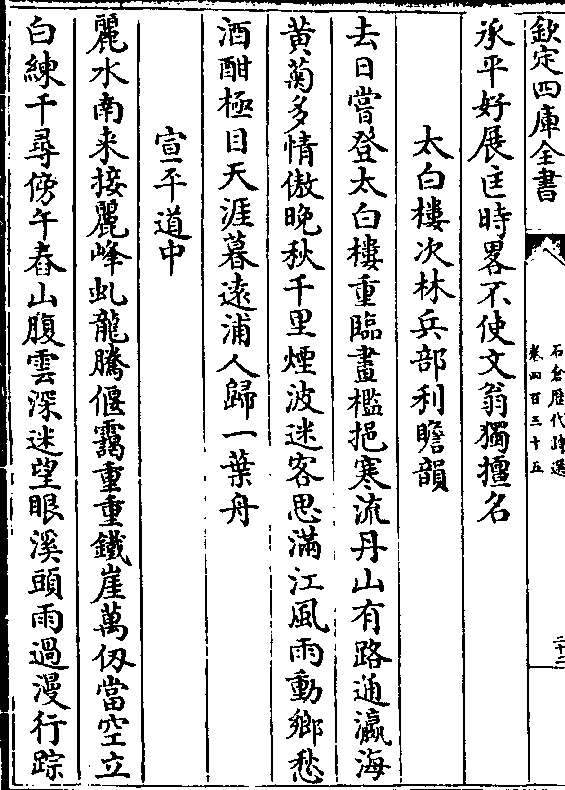 欽定四庫全書
石倉歷代詩選
卷四百三十五
二十二
承平好展匡時畧不使文翁獨擅名
太白樓次林兵部利瞻韻
去日嘗登太白樓重臨畫檻挹寒流丹山有路通瀛海
黄菊多情傲晚秋千里煙波迷客思滿江風雨動鄉愁
酒酣極目天涯暮遠浦人歸一葉舟
宣平道中
麗水南来接麗峰虬龍騰偃靄重重鐵崖萬仭當空立
白練千尋傍午舂山腹雲深迷望眼溪頭雨過漫行踪